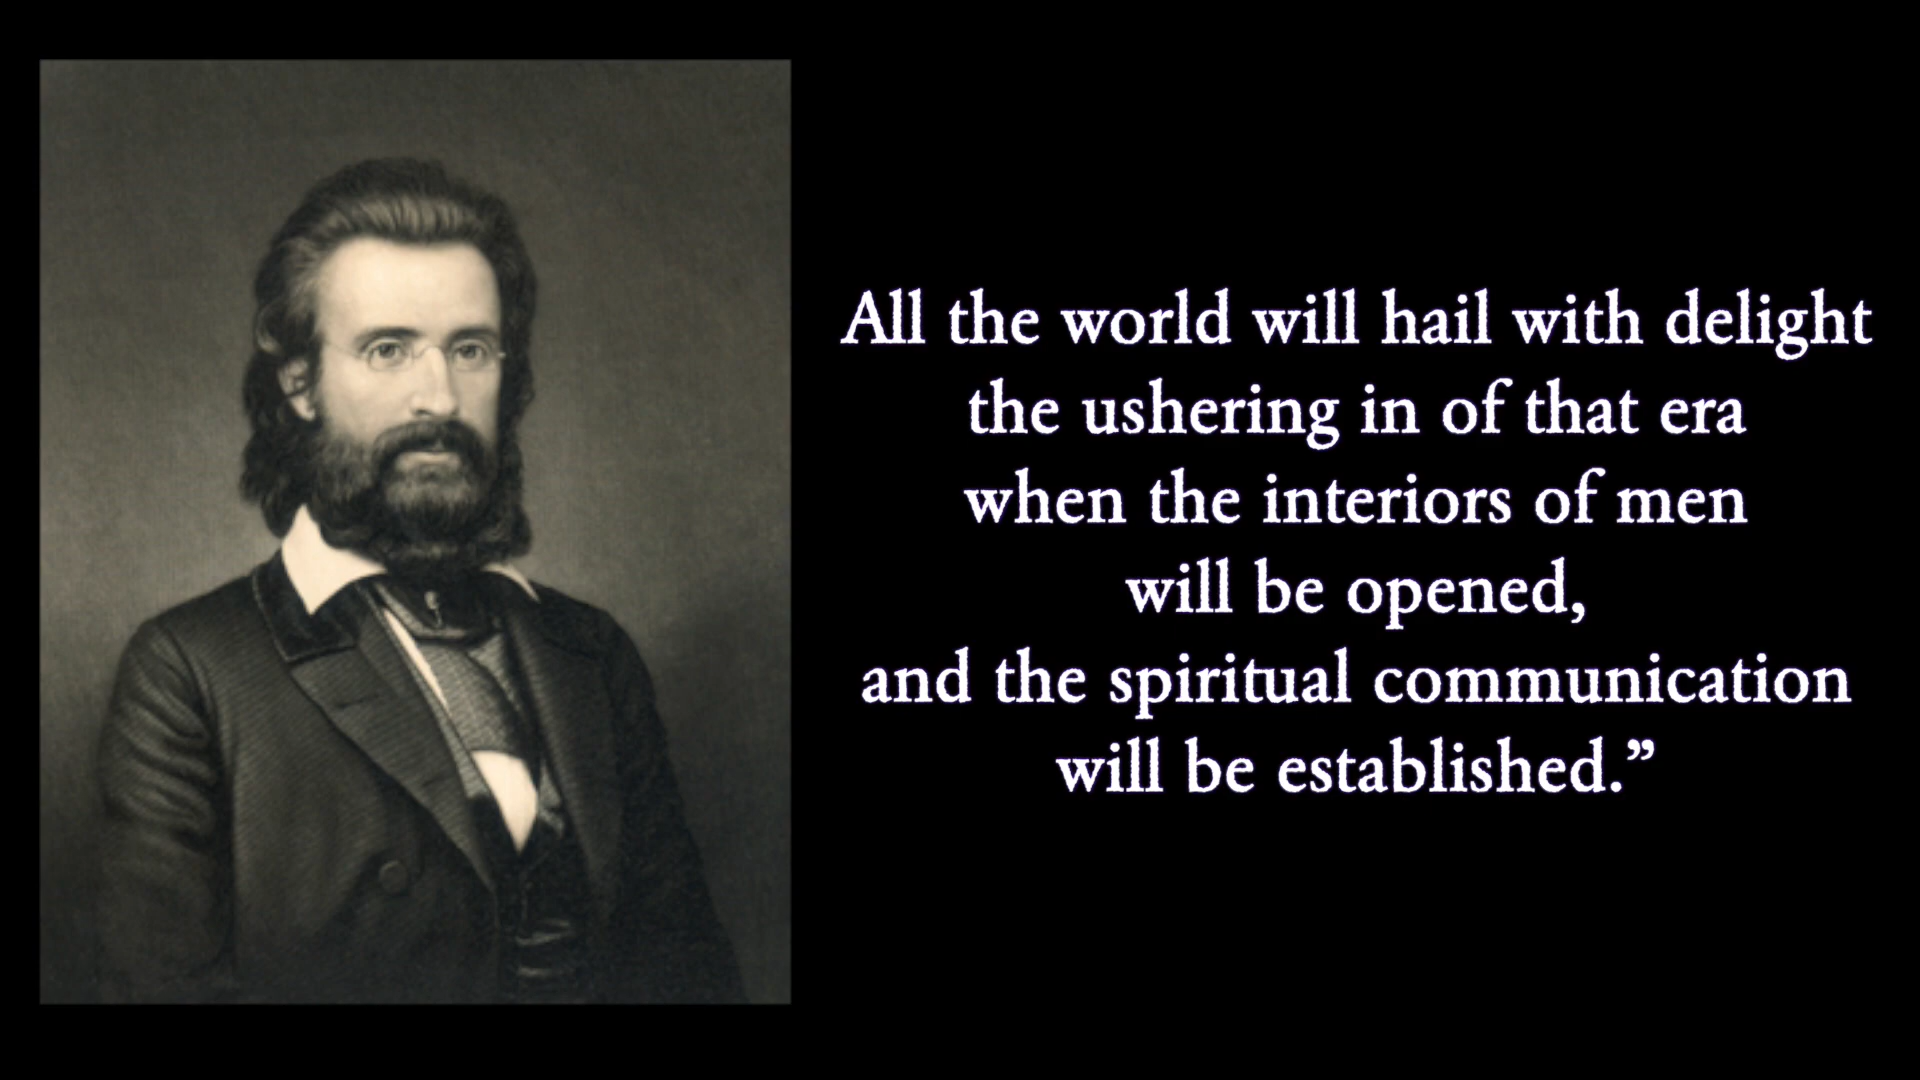 All the world will hail with delight
the ushering in of that era
when the interiors of men
will be opened,
and the spiritual communication
will be established.”